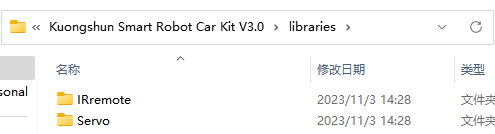 « Kuongshun Smart Robot Car Kit V3.0 › libraries ›
名称 修改日期 类型
IRremote 2023/11/3 14:28 文件夹
sonal
Servo 2023/11/3 14:28 文件夹